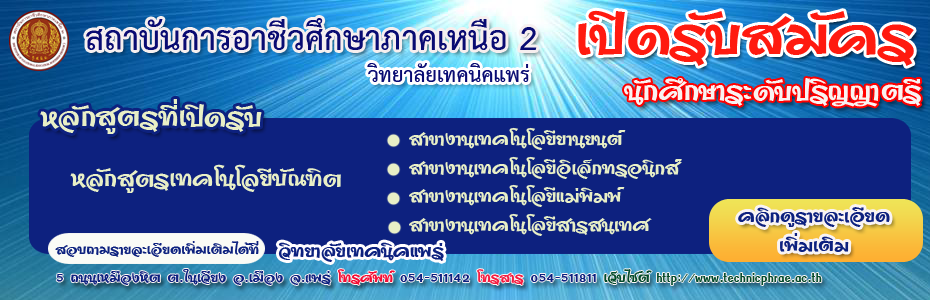 สถาบันการอาชีวศึกษาภาคเหนือ 2
วิทยาลัยเทคนิคแพร่
เปิดรับสมัคร
นักศึกษาระดับปริญญาตรี
หลักสูตรที่เปิดรับ
หลักสูตรเทคโนโลยีบัณฑิต
สาขางานเทคโนโลยียานยนต์
สาขางานเทคโนโลยีอิเล็กทรอนิกส์
สาขางานเทคโนโลยีแม่พิมพ์
สาขางานเทคโนโลยีสารสนเทศ
คลิกดูรายละเอียด
เพิ่มเติม
สอบถามรายละเอียดเพิ่มเติมได้ที่ วิทยาลัยเทคนิคแพร่
5 ถนนเหมืองหิต ต.ในเวียง อ.เมือง จ.แพร่ โทรศัพท์ 054-511142 โทรสาร 054-511811 เว็บไซต์ http://www.technicphrae.ac.th